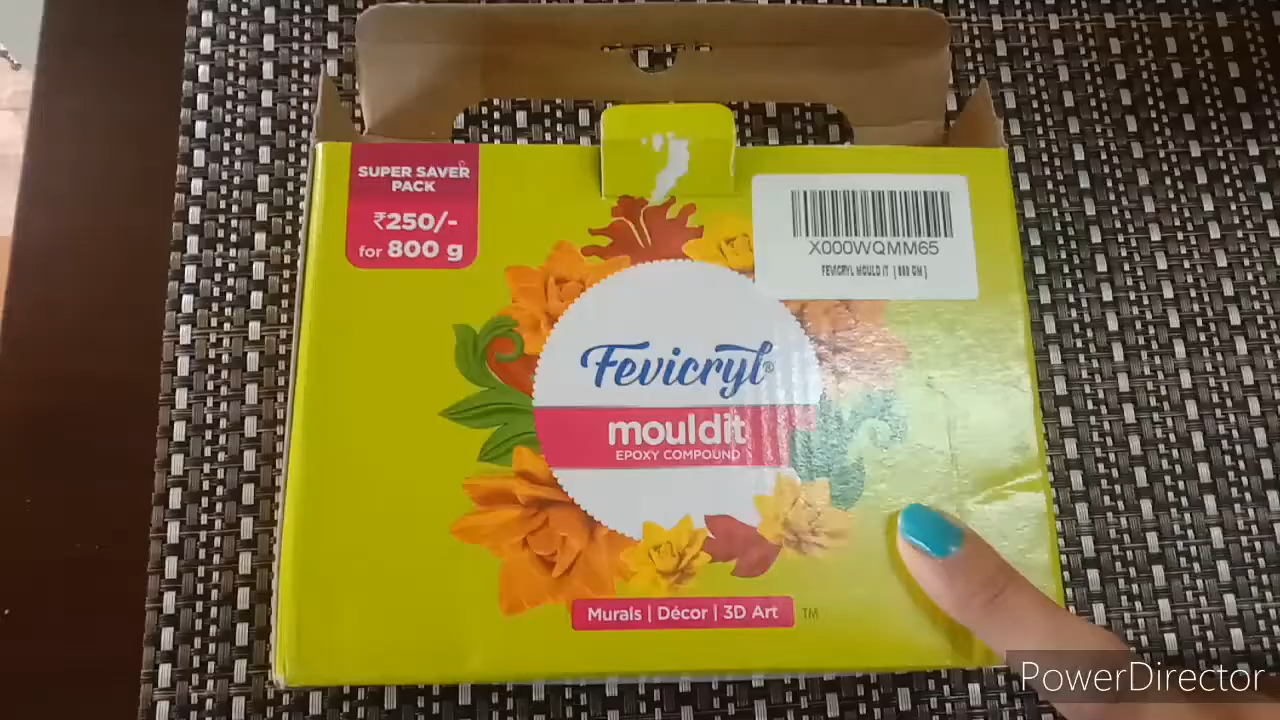 SUPER SAVER
PACK
₹250/-
for 800 g
X000WQMM65
FEVICRYL MOULD IT [ 800 GM ]
Fevicryl®
mouldit
EPOXY COMPOUND
Murals | Décor | 3D Art TM
PowerDirector